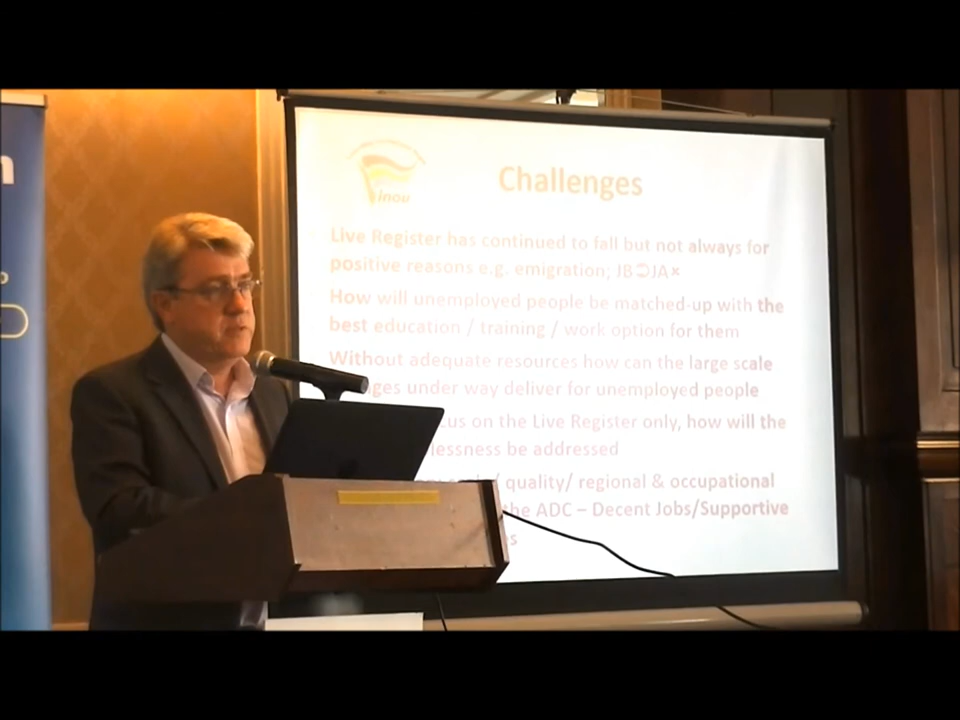 inou
Challenges
Live Register has continued to fall but not always for
positive reasons e.g. emigration; JB➲JA×
How will unemployed people be matched-up with the
best education / training / work option for them
Without adequate resources how can the large scale
nges under way deliver for unemployed people
cus on the Live Register only, how will the
lessness be addressed
/ quality/ regional & occupational
the ADC – Decent Jobs/Supportive
s